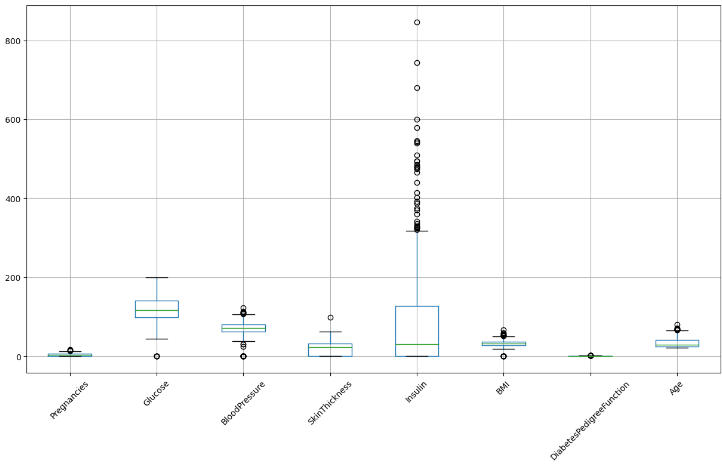 800
600
400
200
0
Pregnancies
Glucose
BloodPressure
SkinThickness
Insulin
BMI
DiabetesPedigreeFunction
Age